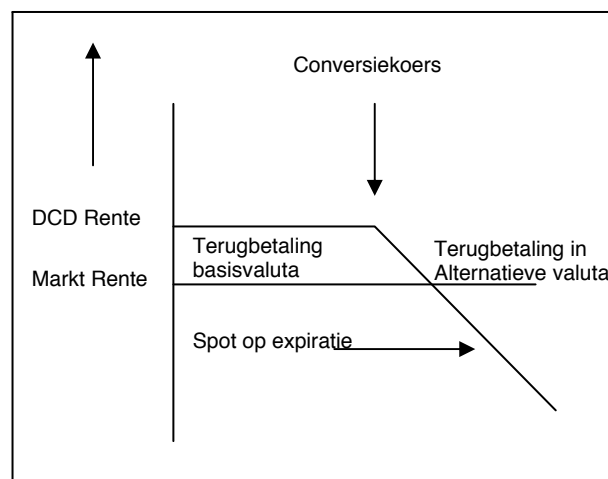 Conversiekoers
DCD Rente
Terugbetaling
basisvaluta
Terugbetaling in
Alternatieve valuta
Markt Rente
Spot op expiratie